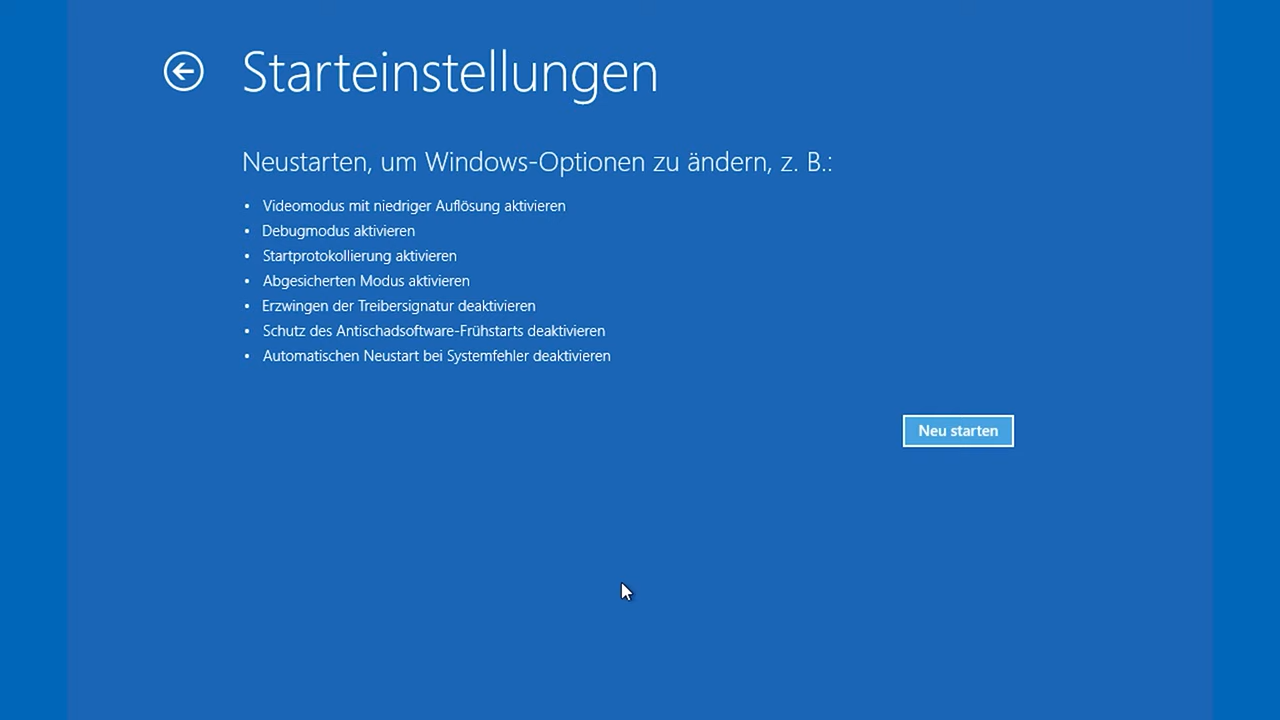 Starteinstellungen
Neustarten, um Windows-Optionen zu ändern, z. B.:
• Videomodus mit niedriger Auflösung aktivieren
• Debugmodus aktivieren
• Startprotokollierung aktivieren
• Abgesicherten Modus aktivieren
• Erzwingen der Treibersignatur deaktivieren
• Schutz des Antischadsoftware-Frühstarts deaktivieren
• Automatischen Neustart bei Systemfehler deaktivieren
Neu starten